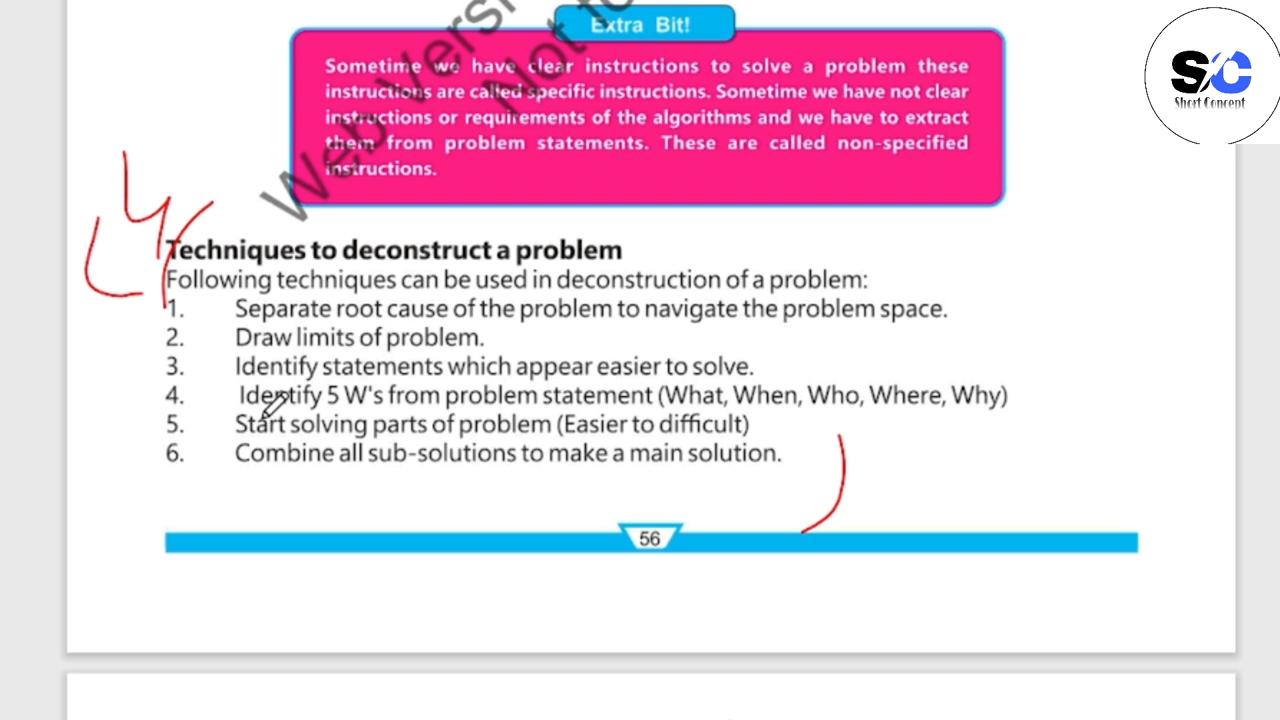 Extra Bit!
Sometime we have clear instructions to solve a problem these
instructions are called specific instructions. Sometime we have not clear
instructions or requirements of the algorithms and we have to extract
them from problem statements. These are called non-specified
instructions.
Web Versi
Not to
SC
Short Concept
Techniques to deconstruct a problem
Following techniques can be used in deconstruction of a problem:
1. Separate root cause of the problem to navigate the problem space.
2. Draw limits of problem.
3. Identify statements which appear easier to solve.
4. Identify 5 W's from problem statement (What, When, Who, Where, Why)
5. Start solving parts of problem (Easier to difficult)
6. Combine all sub-solutions to make a main solution.
56